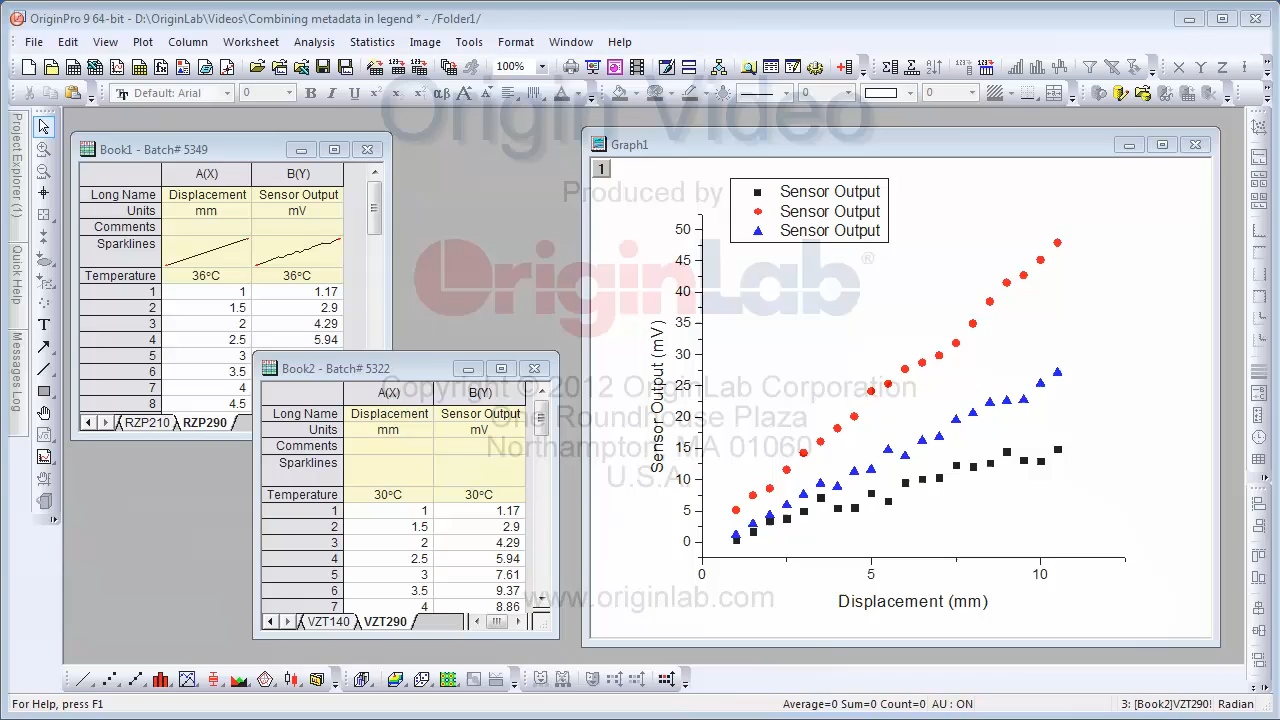 OriginPro 9 64-bit - D:\OriginLab\Videos\Combining metadata in legend * - /Folder1/
File Edit View Plot Column Worksheet Analysis Statistics Image Tools Format Window Help
100%
Default: Arial 0 B I U αβ A A A 0 0
Origin Video
Produced by
OriginLab®
Copyright © 2012 OriginLab Corporation
One Roundhouse Plaza
Northampton, MA 01060
U.S.A
www.originlab.com
Project Explorer (1)
Quick Help
Messages Log
Book1 - Batch# 5349
A(X) B(Y)
Long Name Displacement Sensor Output
Units mm mV
Comments
Sparklines
Temperature 36°C 36°C
1 1 1.17
2 1.5 2.9
3 2 4.29
4 2.5 5.94
5 3
6 3.5
7 4
8 4.5
RZP210 RZP290
Book2 - Batch# 5322
A(X) B(Y)
Long Name Displacement Sensor Output
Units mm mV
Comments
Sparklines
Temperature 30°C 30°C
1 1 1.17
2 1.5 2.9
3 2 4.29
4 2.5 5.94
5 3 7.61
6 3.5 9.37
7 4 8.86
VZT140 VZT290
Graph1
1
Sensor Output
Sensor Output
Sensor Output
50
45
40
35
30
25
20
15
10
5
0
Sensor Output (mV)
0 5 10
Displacement (mm)
For Help, press F1 Average=0 Sum=0 Count=0 AU : ON 3: [Book2]VZT290! Radian